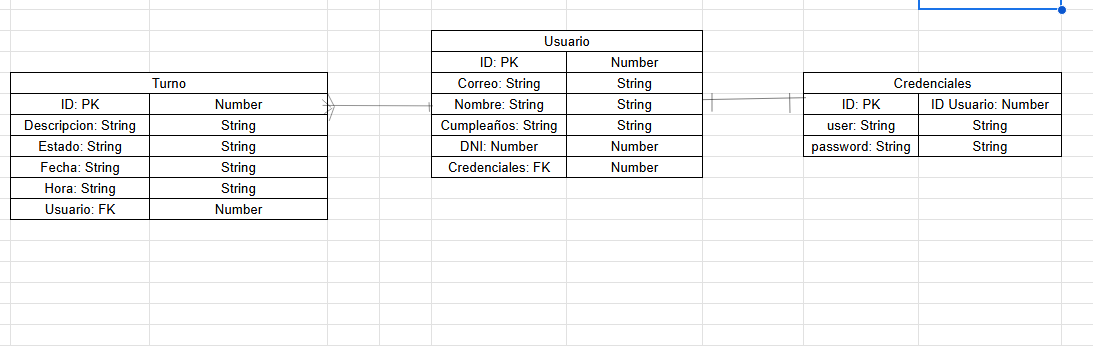 Turno
ID: PK Number
Descripcion: String String
Estado: String String
Fecha: String String
Hora: String String
Usuario: FK Number
Usuario
ID: PK Number
Correo: String String
Nombre: String String
Cumpleaños: String String
DNI: Number Number
Credenciales: FK Number
Credenciales
ID: PK ID Usuario: Number
user: String String
password: String String